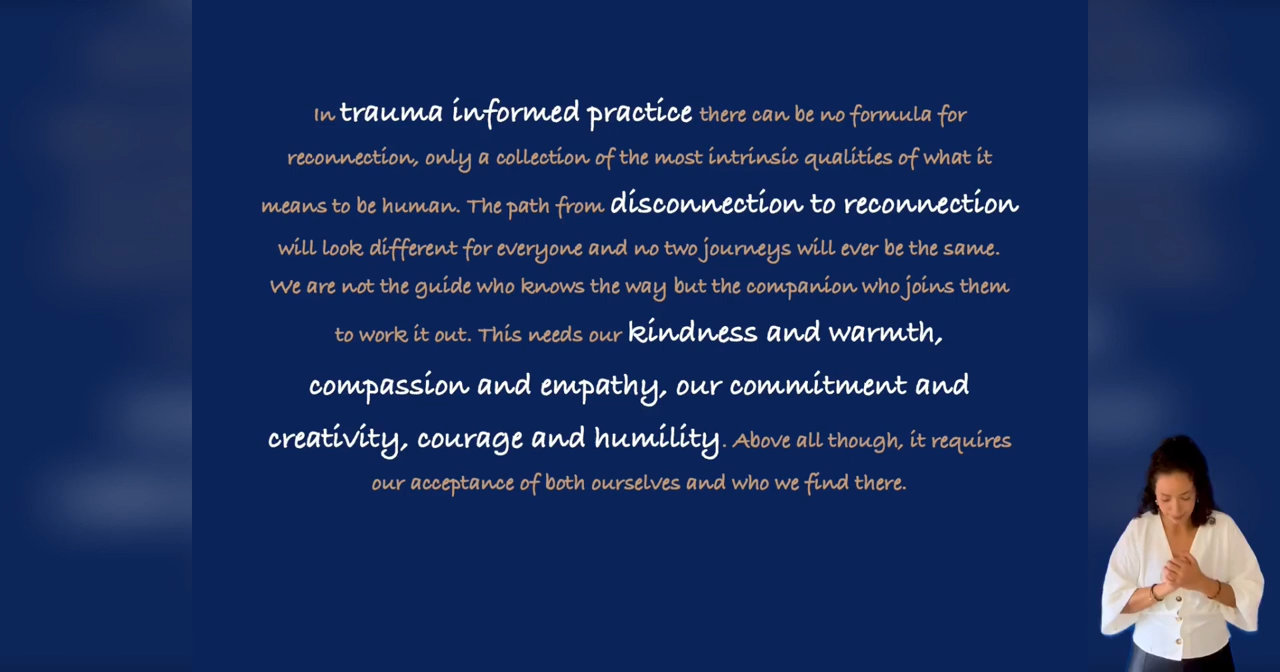 In trauma informed practice there can be no formula for
reconnection, only a collection of the most intrinsic qualities of what it
means to be human. The path from disconnection to reconnection
will look different for everyone and no two journeys will ever be the same.
We are not the guide who knows the way but the companion who joins them
to work it out. This needs our kindness and warmth,
compassion and empathy, our commitment and
creativity, courage and humility. Above all though, it requires
our acceptance of both ourselves and who we find there.